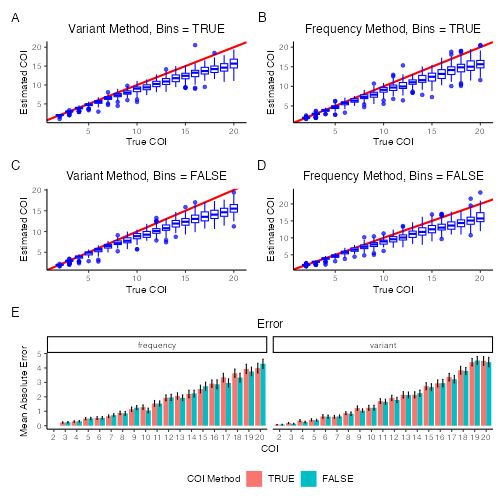 A
Variant Method, Bins = TRUE
Estimated COI
20
15
10
5
5
10
15
20
True COI
B
Frequency Method, Bins = TRUE
Estimated COI
20
15
10
5
5
10
15
20
True COI
C
Variant Method, Bins = FALSE
Estimated COI
20
15
10
5
5
10
15
20
True COI
D
Frequency Method, Bins = FALSE
Estimated COI
20
15
10
5
5
10
15
20
True COI
E
Error
frequency
variant
Mean Absolute Error
5
4
3
2
1
0
2 3 4 5 6 7 8 9 10 11 12 13 14 15 16 17 18 19 20
2 3 4 5 6 7 8 9 10 11 12 13 14 15 16 17 18 19 20
COI
COI Method TRUE FALSE